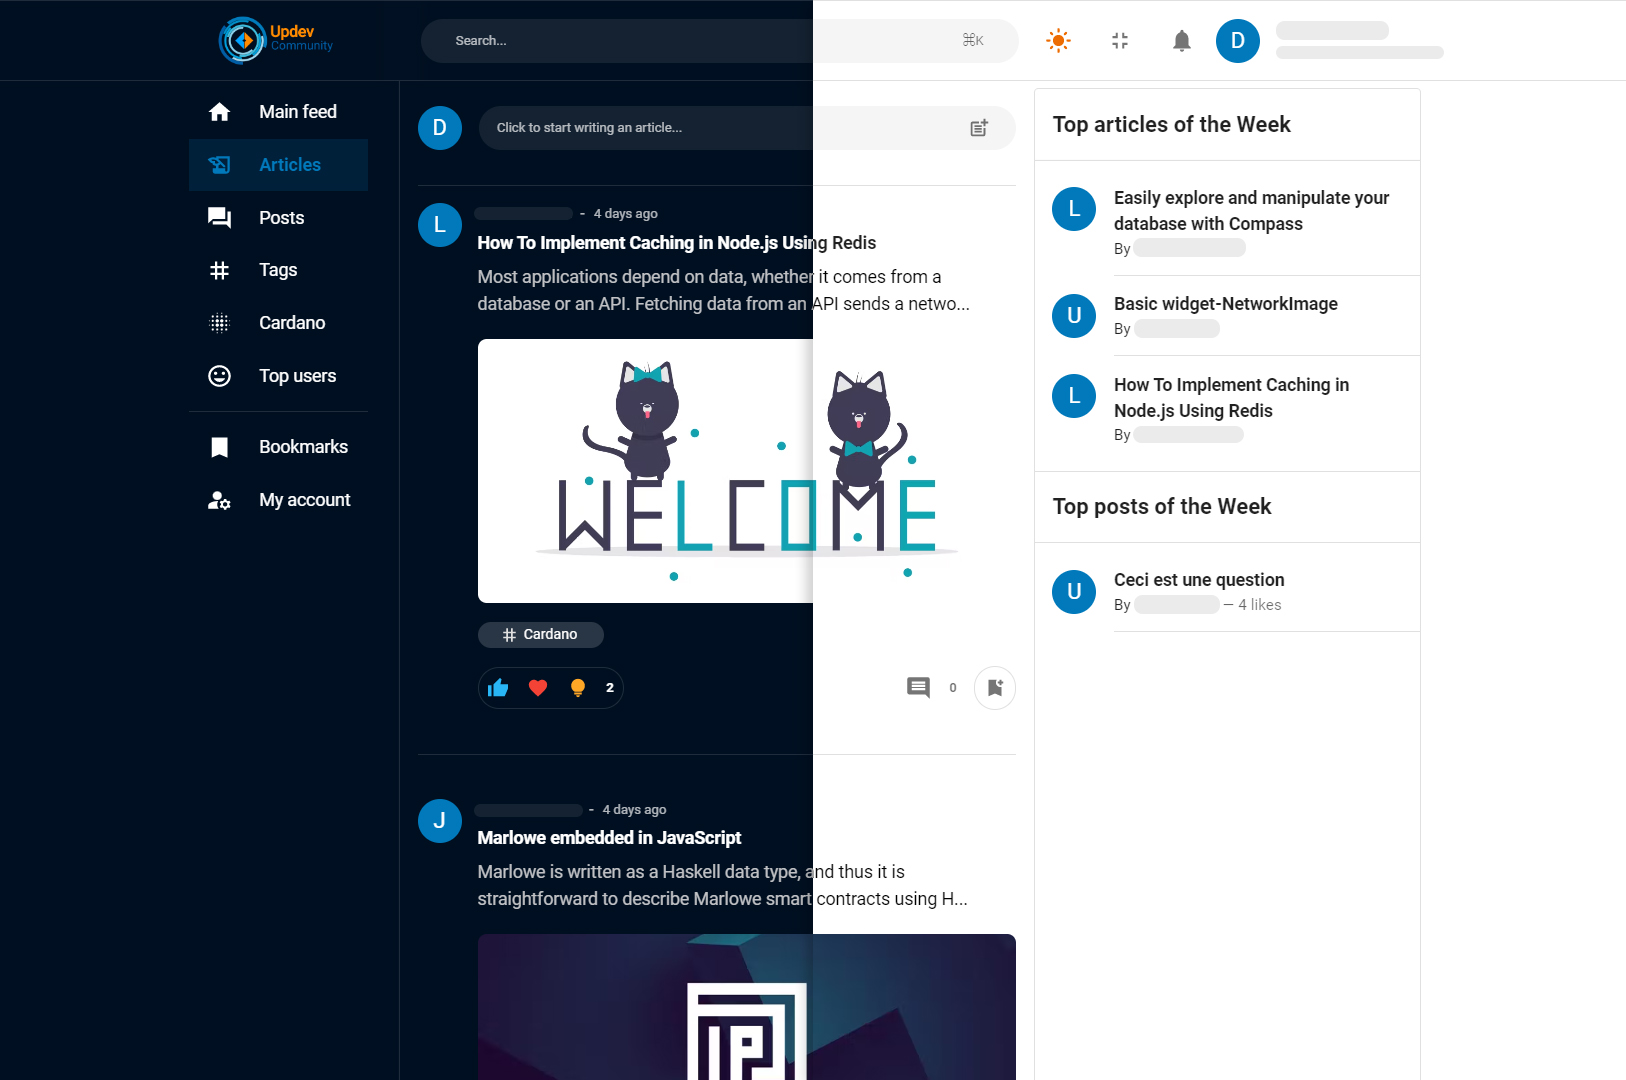 Updev
Community
Search...
⌘K
D
Main feed
Articles
Posts
Tags
Cardano
Top users
Bookmarks
My account
D
Click to start writing an article...
L
- 4 days ago
How To Implement Caching in Node.js Using Redis
Most applications depend on data, whether it comes from a
database or an API. Fetching data from an API sends a netwo...
WELCOME
Cardano
2
0
J
- 4 days ago
Marlowe embedded in JavaScript
Marlowe is written as a Haskell data type, and thus it is
straightforward to describe Marlowe smart contracts using H...
Top articles of the Week
L
Easily explore and manipulate your
database with Compass
By
U
Basic widget-NetworkImage
By
L
How To Implement Caching in
Node.js Using Redis
By
Top posts of the Week
U
Ceci est une question
By — 4 likes